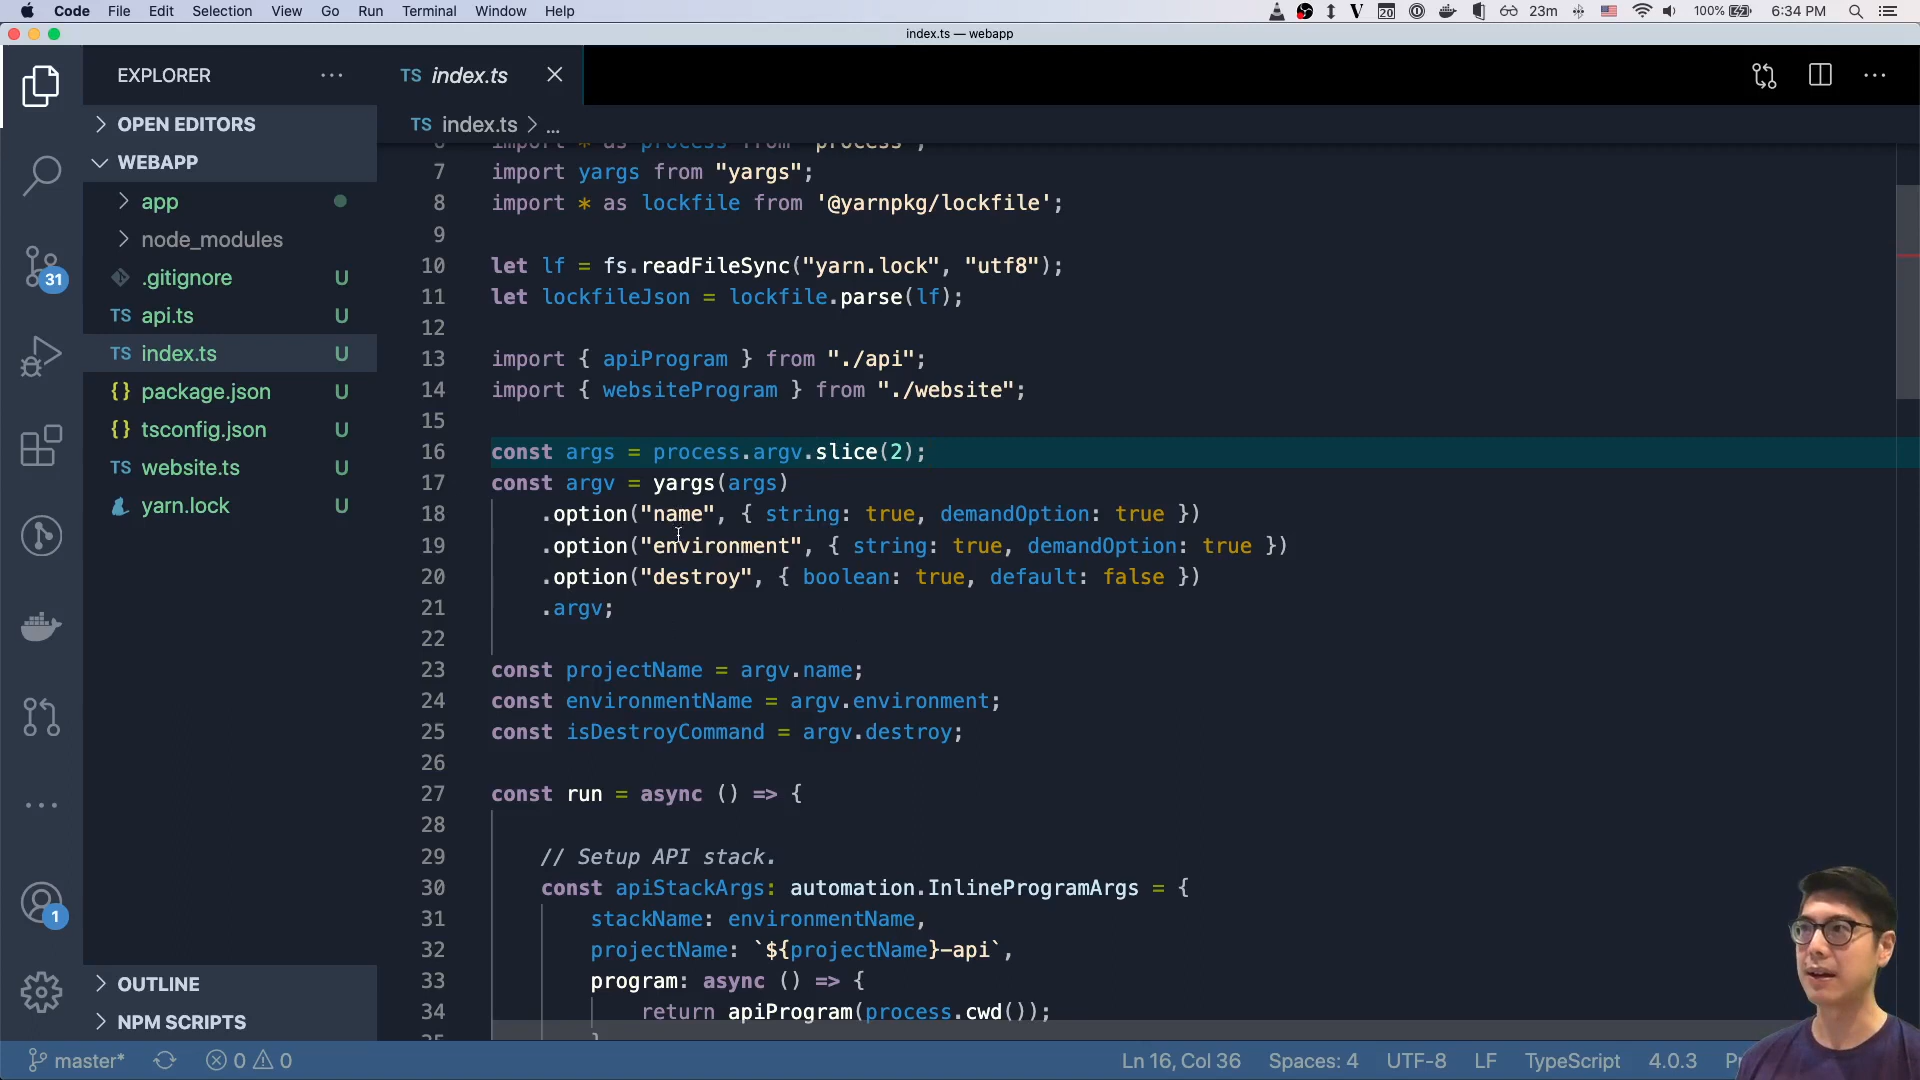 Code File Edit Selection View Go Run Terminal Window Help 20 23m 100% 6:34 PM
index.ts — webapp
EXPLORER
TS index.ts
TS index.ts > ...
OPEN EDITORS
WEBAPP
app
node_modules
.gitignore U
TS api.ts U
TS index.ts U
{} package.json U
{} tsconfig.json U
TS website.ts U
yarn.lock U
OUTLINE
NPM SCRIPTS
31
1
6 import * as process from "process";
7 import yargs from "yargs";
8 import * as lockfile from '@yarnpkg/lockfile';
9
10 let lf = fs.readFileSync("yarn.lock", "utf8");
11 let lockfileJson = lockfile.parse(lf);
12
13 import { apiProgram } from "./api";
14 import { websiteProgram } from "./website";
15
16 const args = process.argv.slice(2);
17 const argv = yargs(args)
18 .option("name", { string: true, demandOption: true })
19 .option("environment", { string: true, demandOption: true })
20 .option("destroy", { boolean: true, default: false })
21 .argv;
22
23 const projectName = argv.name;
24 const environmentName = argv.environment;
25 const isDestroyCommand = argv.destroy;
26
27 const run = async () => {
28
29 // Setup API stack.
30 const apiStackArgs: automation.InlineProgramArgs = {
31 stackName: environmentName,
32 projectName: `${projectName}-api`,
33 program: async () => {
34 return apiProgram(process.cwd());
35 }
master* 0 0 Ln 16, Col 36 Spaces: 4 UTF-8 LF TypeScript 4.0.3